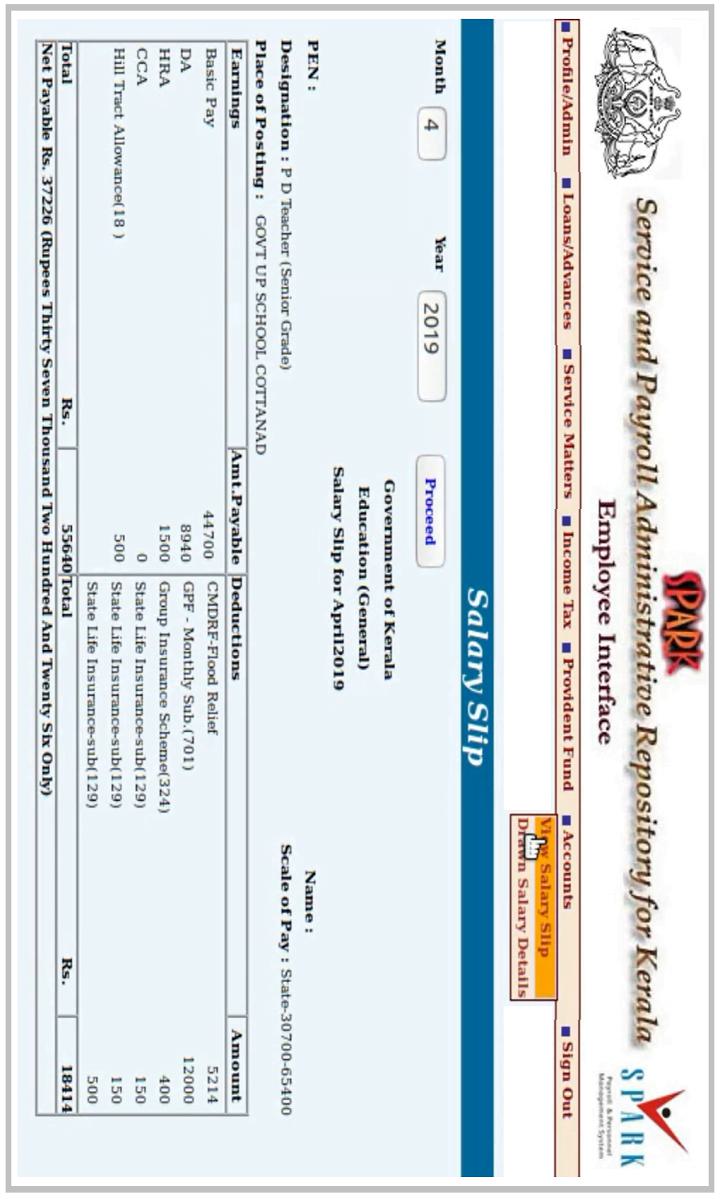 SPARK
Service and Payroll Administrative Repository for Kerala
Employee Interface
SPARK
Payroll & Personnel
Management System
Profile/Admin Loans/Advances Service Matters Income Tax Provident Fund Accounts Sign Out
View Salary Slip
Drawn Salary Details
Salary Slip
Month 4 Year 2019 Proceed
Government of Kerala
Education (General)
Salary Slip for April2019
PEN : Name :
Designation : P D Teacher (Senior Grade) Scale of Pay : State-30700-65400
Place of Posting : GOVT UP SCHOOL COTTANAD
Earnings Amt.Payable Deductions Amount
Basic Pay 44700 CMDRF-Flood Relief 5214
DA 8940 GPF - Monthly Sub.(701) 12000
HRA 1500 Group Insurance Scheme(324) 400
CCA 0 State Life Insurance-sub(129) 150
Hill Tract Allowance(18 ) 500 State Life Insurance-sub(129) 150
State Life Insurance-sub(129) 500
Total Rs. 55640 Total Rs. 18414
Net Payable Rs. 37226 (Rupees Thirty Seven Thousand Two Hundred And Twenty Six Only)